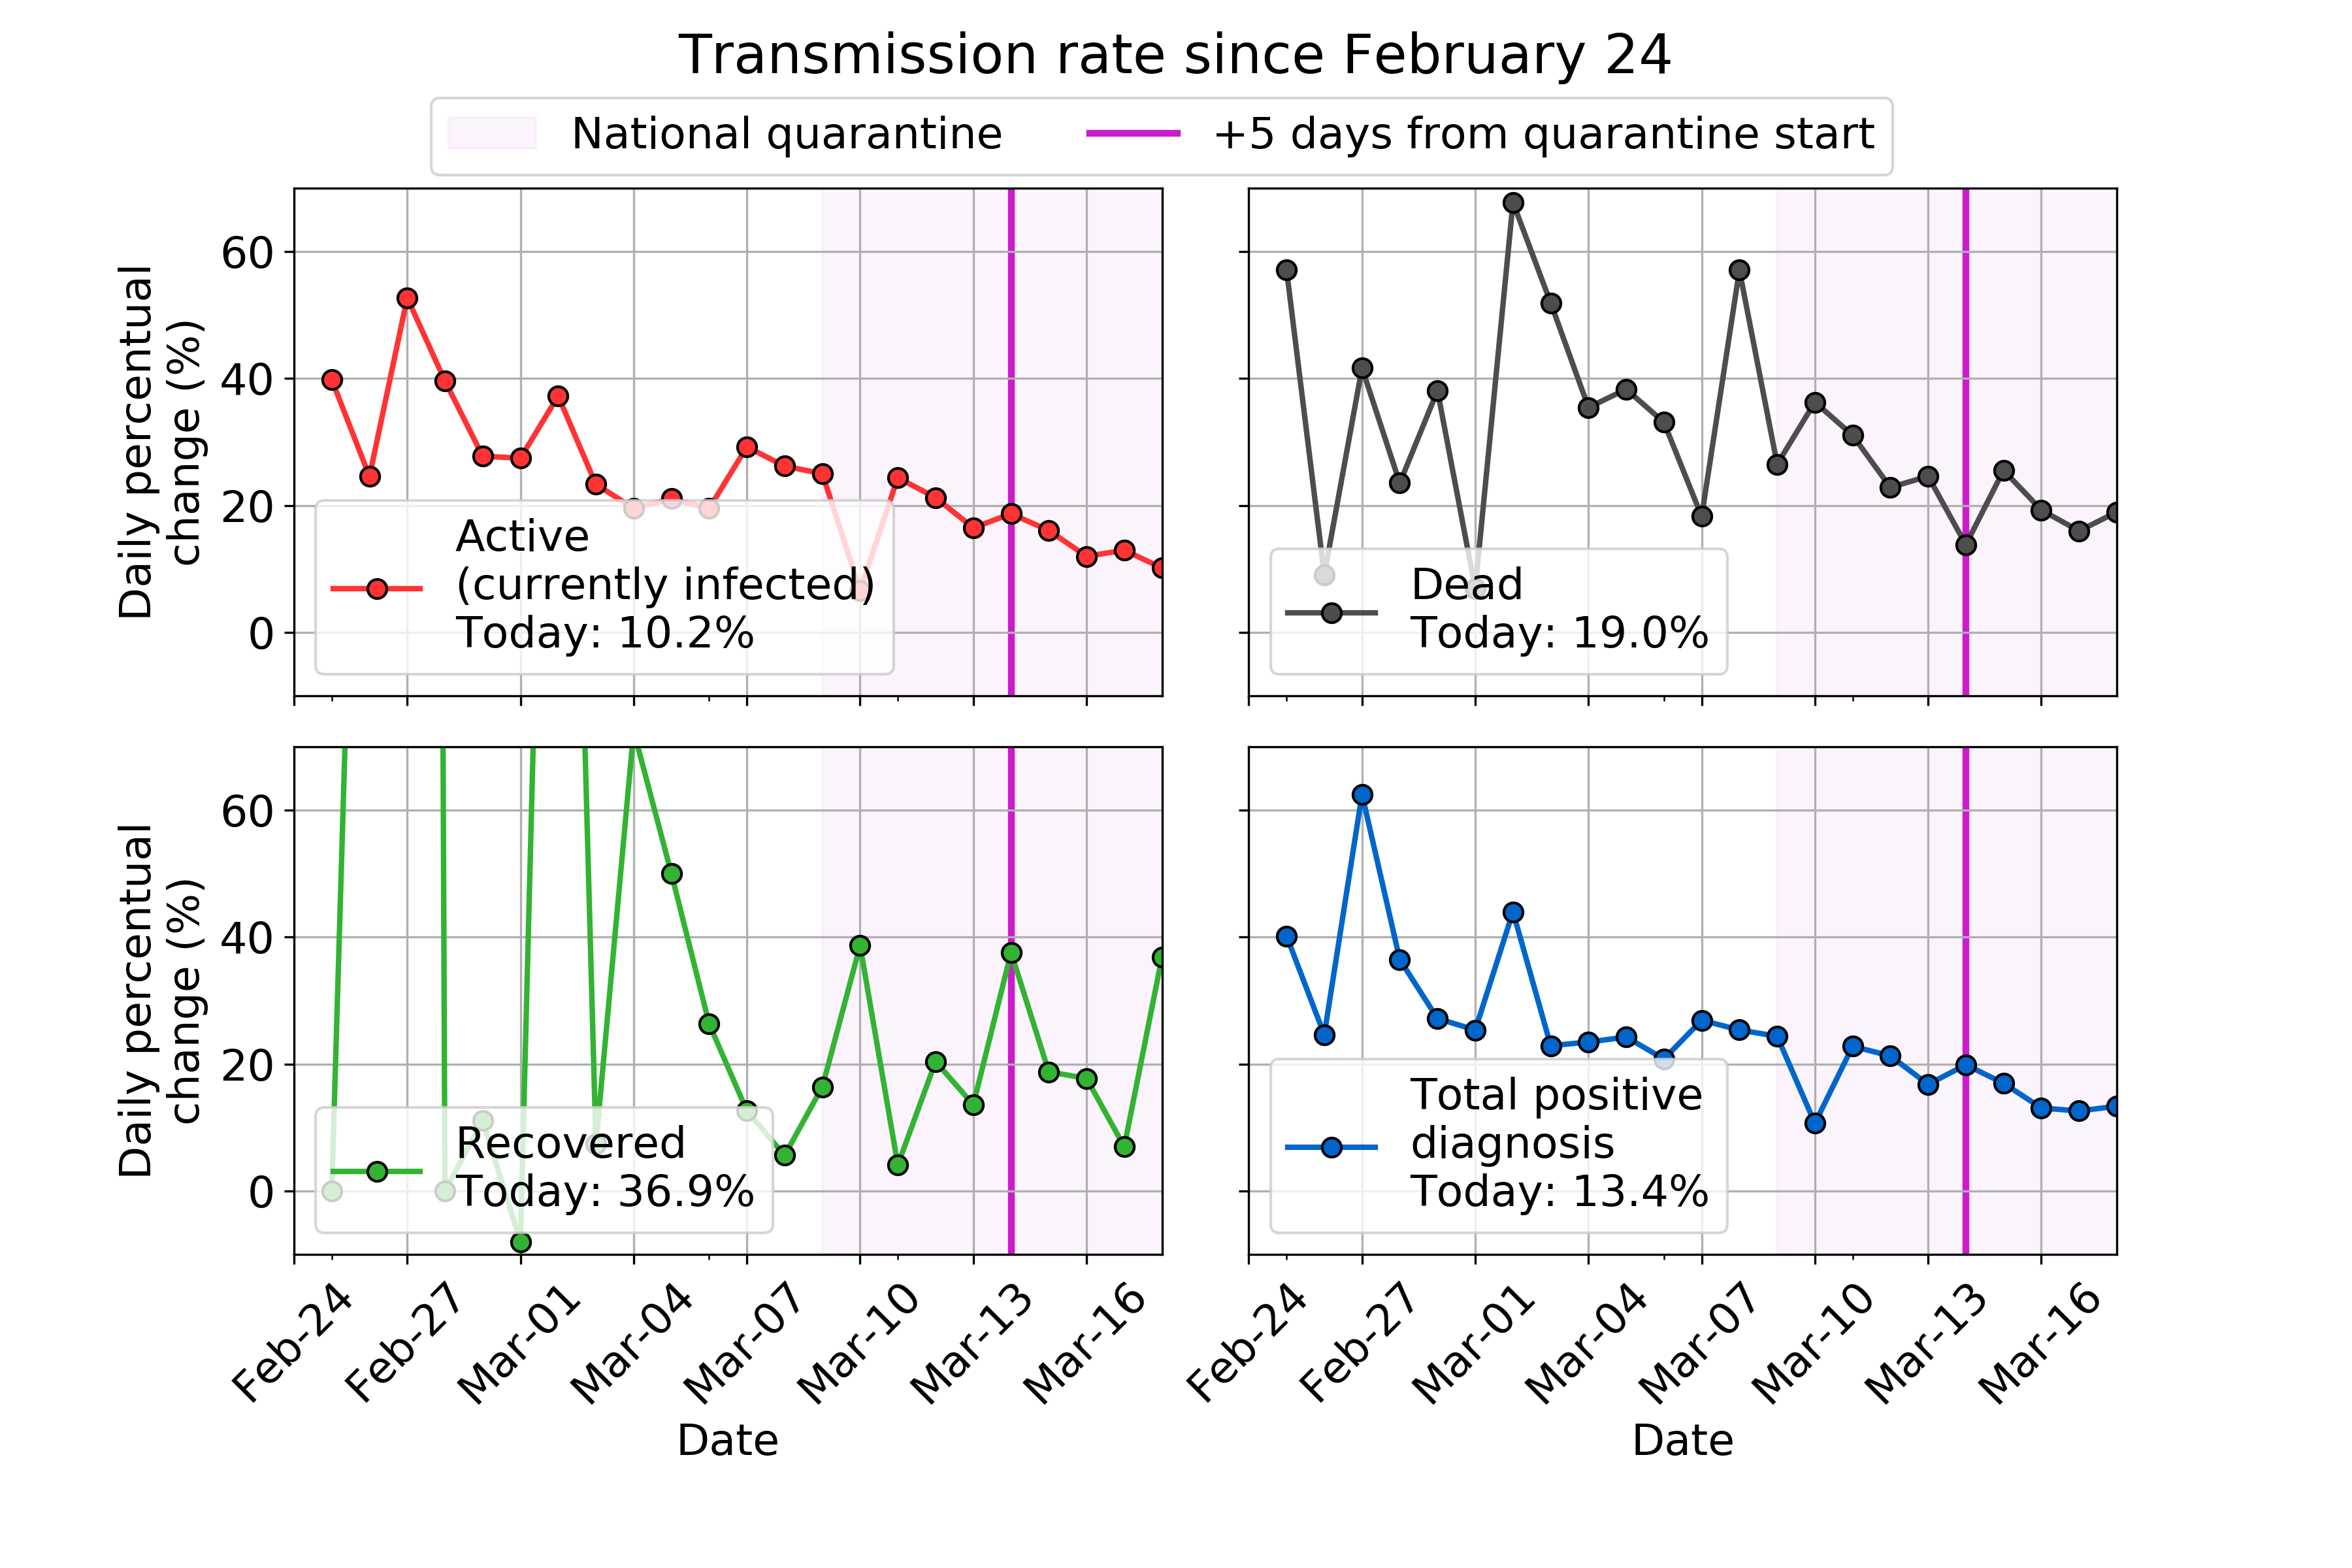 Transmission rate since February 24
National quarantine
+5 days from quarantine start
Daily percentual
change (%)
60
40
20
0
Active
(currently infected)
Today: 10.2%
Dead
Today: 19.0%
Daily percentual
change (%)
60
40
20
0
Recovered
Today: 36.9%
Total positive
diagnosis
Today: 13.4%
Feb-24
Feb-27
Mar-01
Mar-04
Mar-07
Mar-10
Mar-13
Mar-16
Date
Feb-24
Feb-27
Mar-01
Mar-04
Mar-07
Mar-10
Mar-13
Mar-16
Date